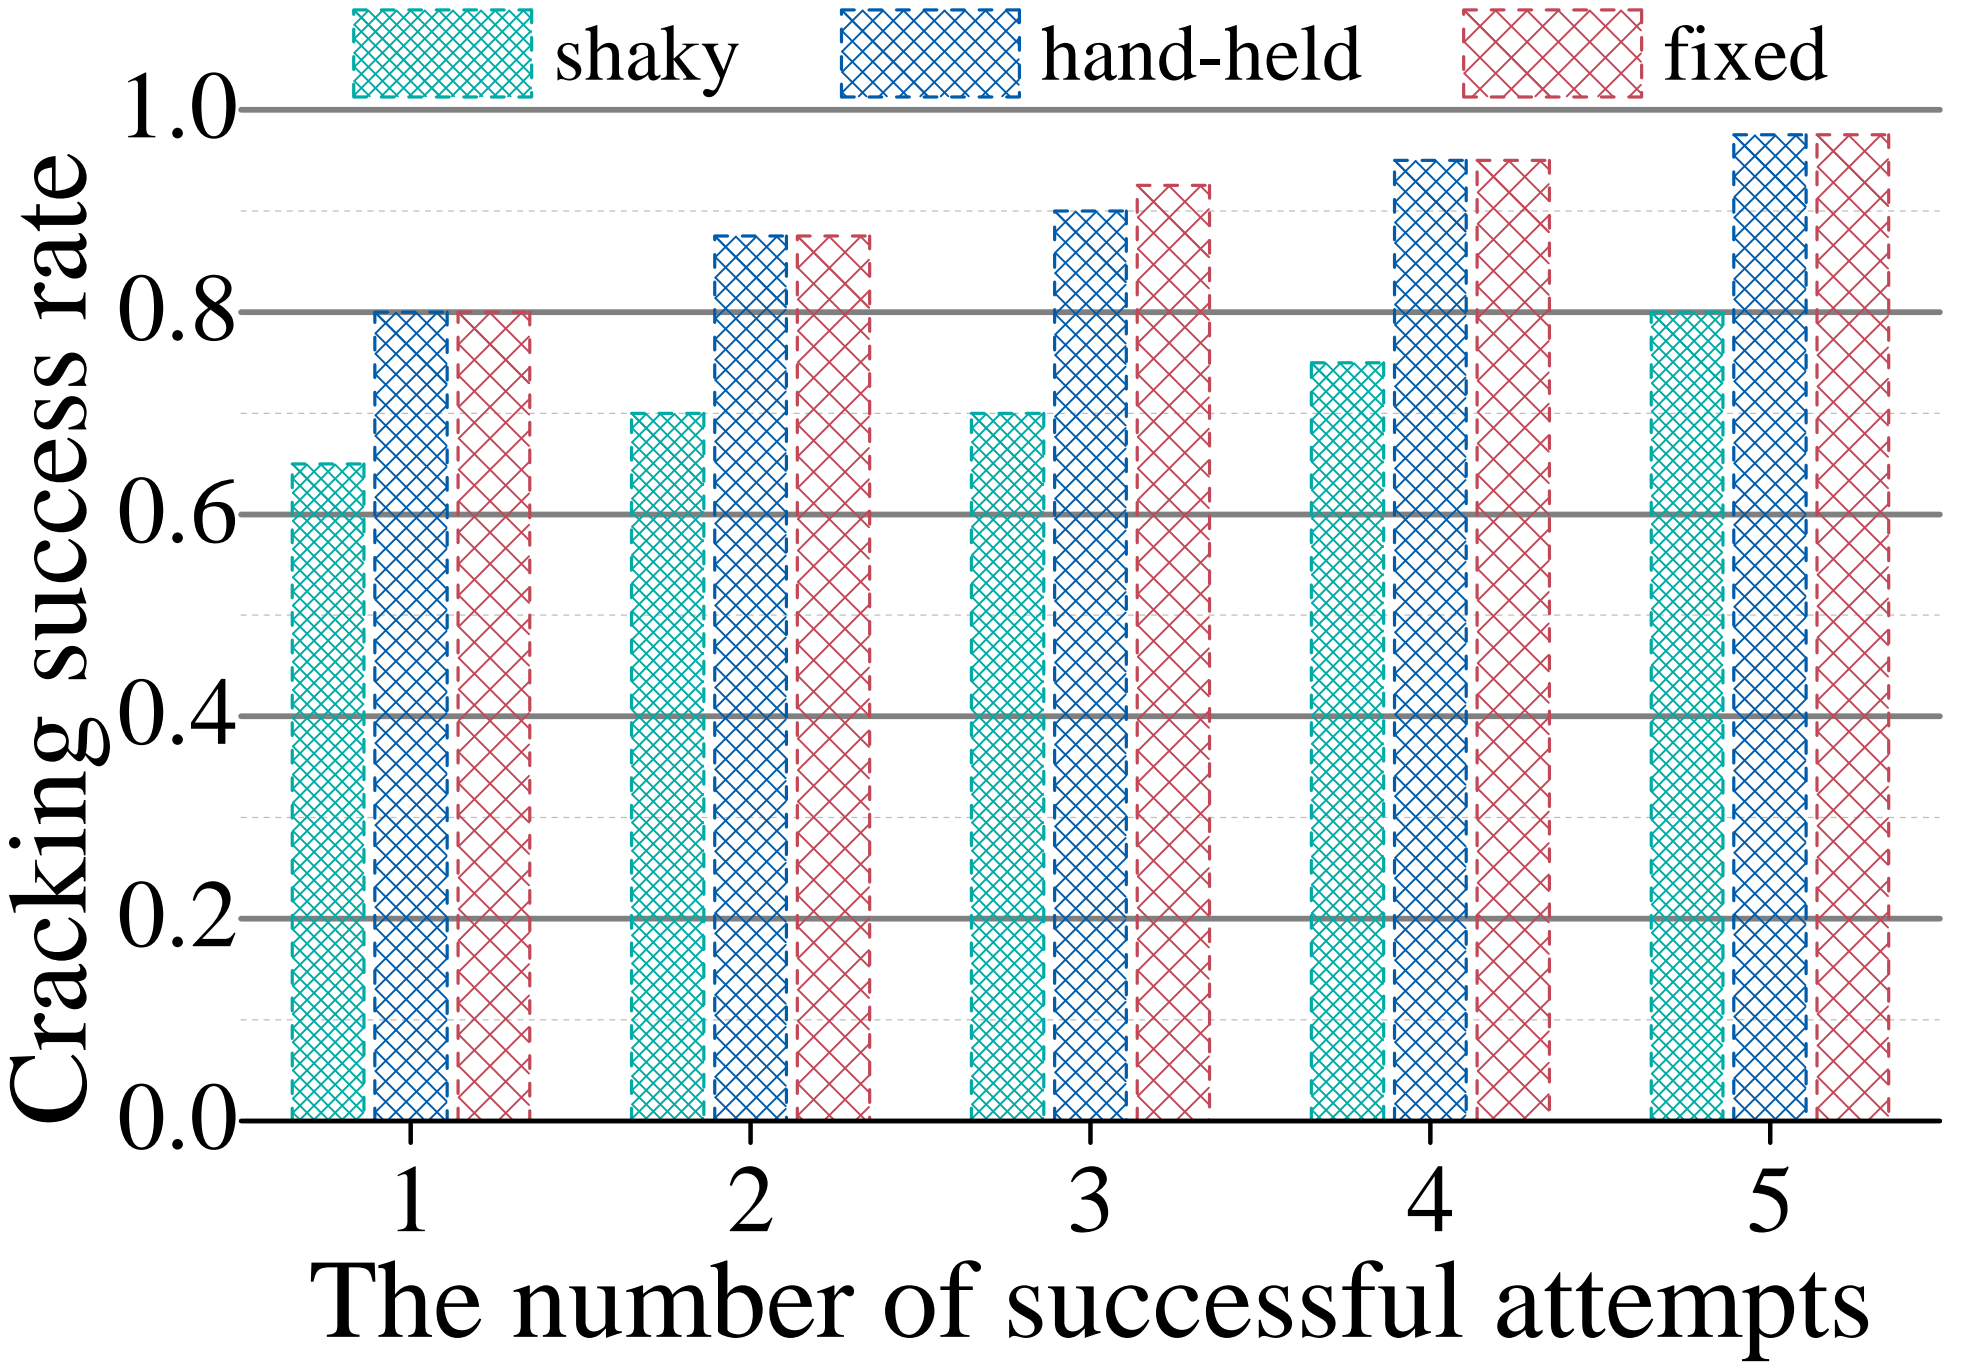 shaky hand-held fixed
Cracking success rate
1.0
0.8
0.6
0.4
0.2
0.0
1 2 3 4 5
The number of successful attempts